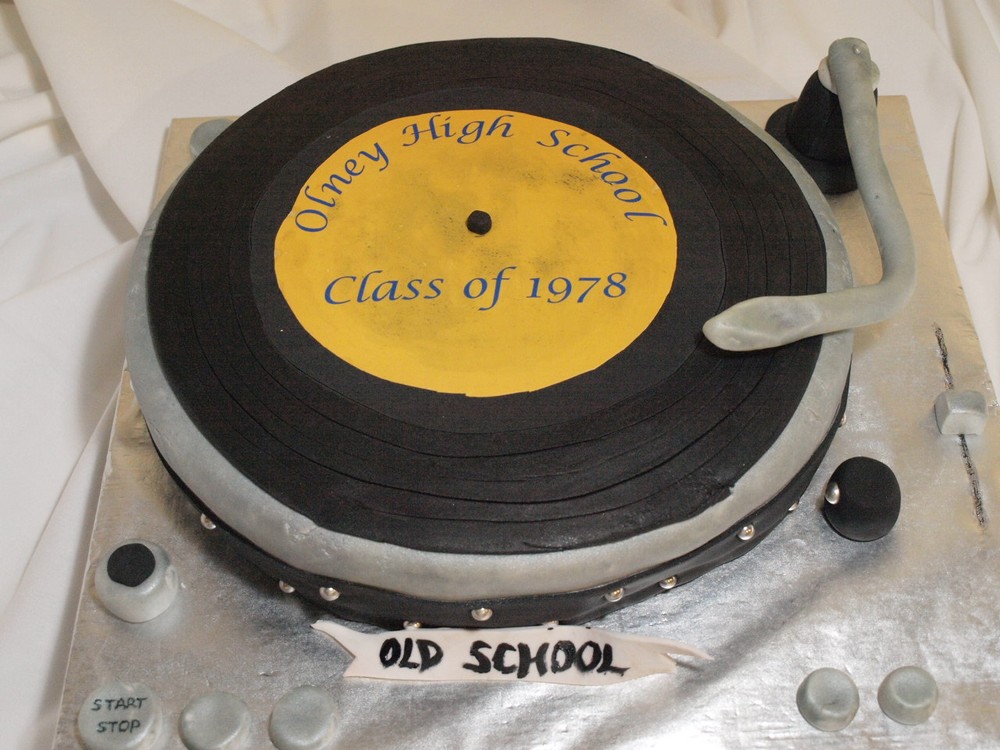 Olney High School
Class of 1978
OLD SCHOOL
START
STOP